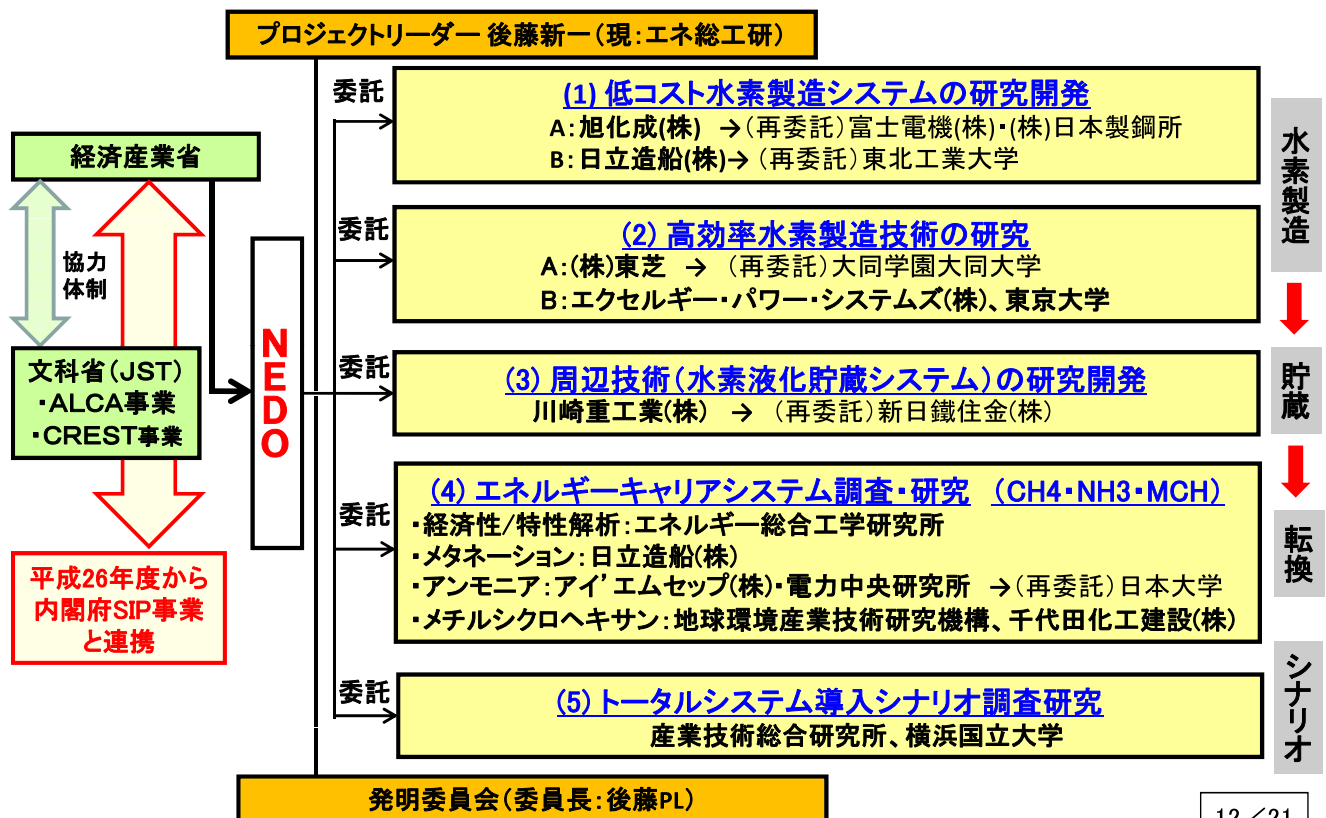 プロジェクトリーダー 後藤新一(現:エネ総工研)
経済産業省
協力
体制
文科省(JST)
・ALCA事業
・CREST事業
平成26年度から
内閣府SIP事業
と連携
NEDO
委託
(1) 低コスト水素製造システムの研究開発
A:旭化成(株) →(再委託)富士電機(株)・(株)日本製鋼所
B:日立造船(株)→ (再委託)東北工業大学
委託
(2) 高効率水素製造技術の研究
A:(株)東芝 → (再委託)大同学園大同大学
B:エクセルギー・パワー・システムズ(株)、東京大学
委託
(3) 周辺技術(水素液化貯蔵システム)の研究開発
川崎重工業(株) → (再委託)新日鐵住金(株)
委託
(4) エネルギーキャリアシステム調査・研究 (CH4・NH3・MCH)
・経済性/特性解析:エネルギー総合工学研究所
・メタネーション:日立造船(株)
・アンモニア:アイ’エムセップ(株)・電力中央研究所 →(再委託)日本大学
・メチルシクロヘキサン:地球環境産業技術研究機構、千代田化工建設(株)
委託
(5) トータルシステム導入シナリオ調査研究
産業技術総合研究所、横浜国立大学
水素製造
貯蔵
転換
シナリオ
発明委員会(委員長:後藤PL)
12/21